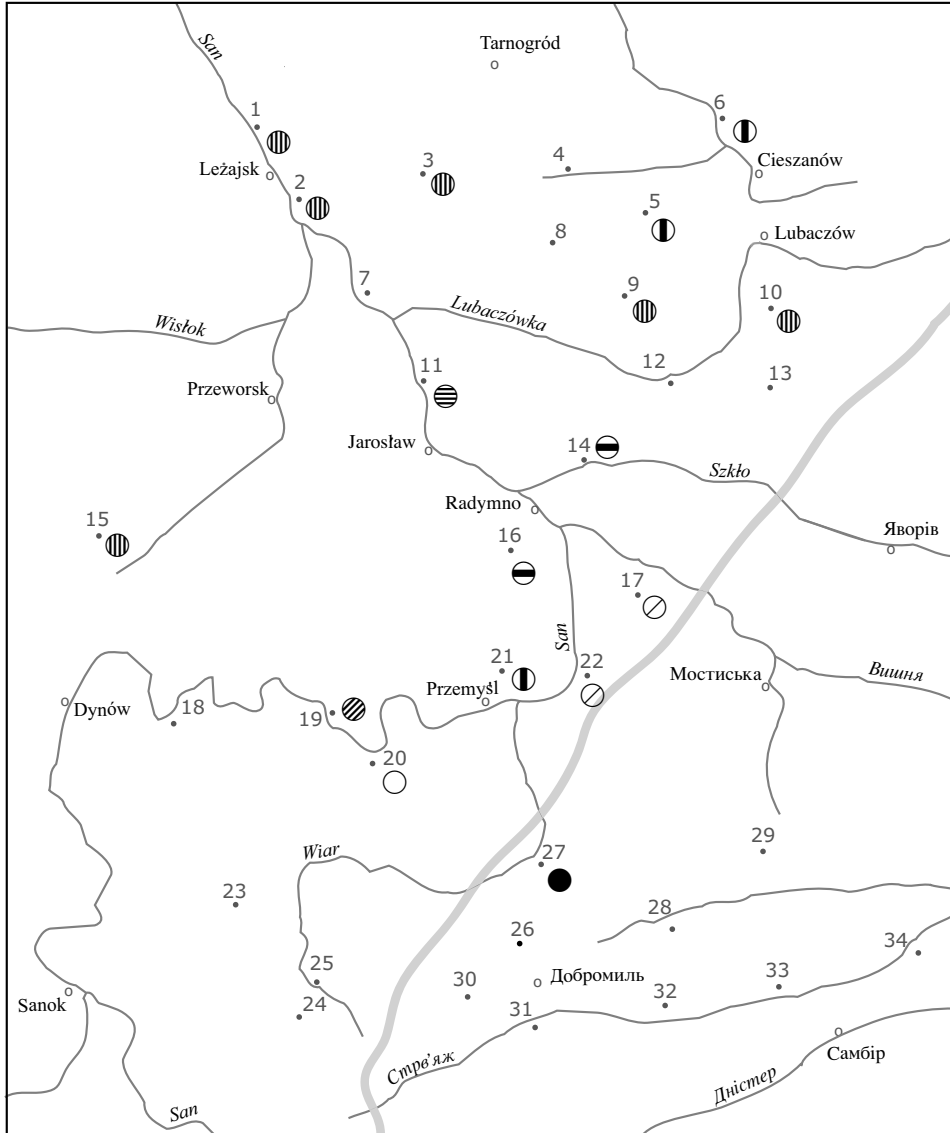 San
Tarnogród
1
6
3
4
Leżajsk
Cieszanów
2
5
8
Lubaczów
7
9
10
Wisłok
Lubaczówka
11
12
13
Przeworsk
Jarosław
14
Szkło
Radymno
15
16
Яворів
17
San
21
22
Przemyśl
Мостиська
Вишня
Dynów
18
19
20
Wiar
27
29
23
28
26
34
25
30
Добромиль
33
Sanok
24
31
32
Самбір
Стрв’яж
Дністер
San